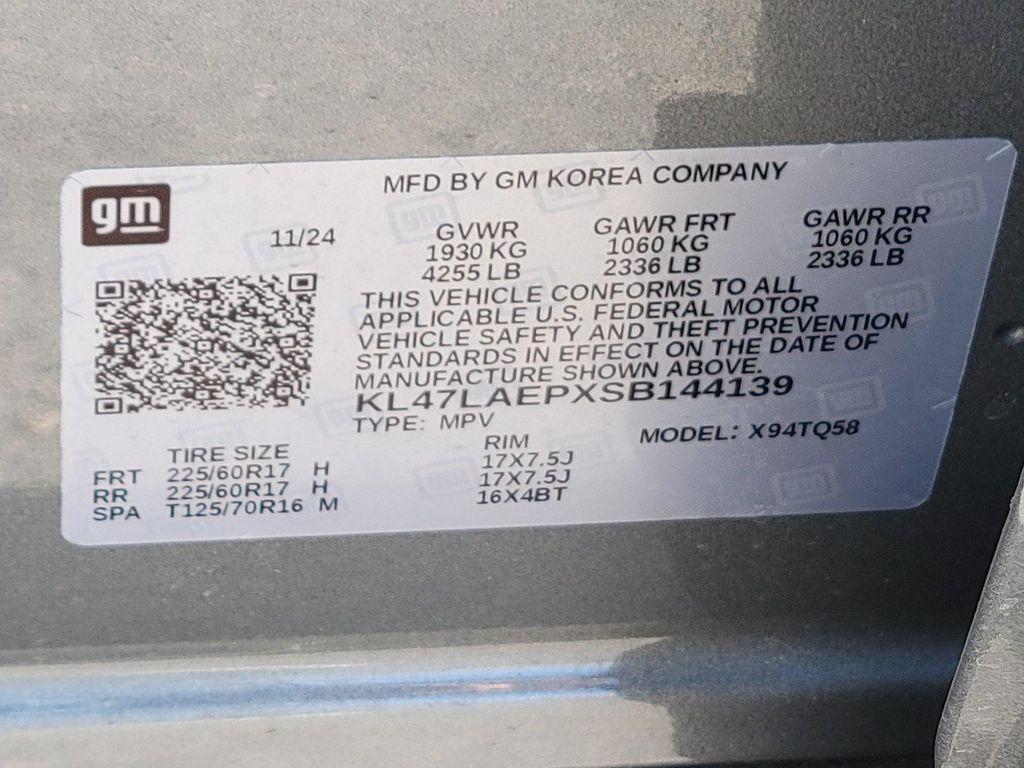 gm
MFD BY GM KOREA COMPANY
11/24
GVWR GAWR FRT GAWR RR
1930 KG 1060 KG 1060 KG
4255 LB 2336 LB 2336 LB
THIS VEHICLE CONFORMS TO ALL
APPLICABLE U.S. FEDERAL MOTOR
VEHICLE SAFETY AND THEFT PREVENTION
STANDARDS IN EFFECT ON THE DATE OF
MANUFACTURE SHOWN ABOVE.
KL47LAEPXSB144139
TYPE: MPV MODEL: X94TQ58
TIRE SIZE RIM
FRT 225/60R17 H 17X7.5J
RR 225/60R17 H 17X7.5J
SPA T125/70R16 M 16X4BT